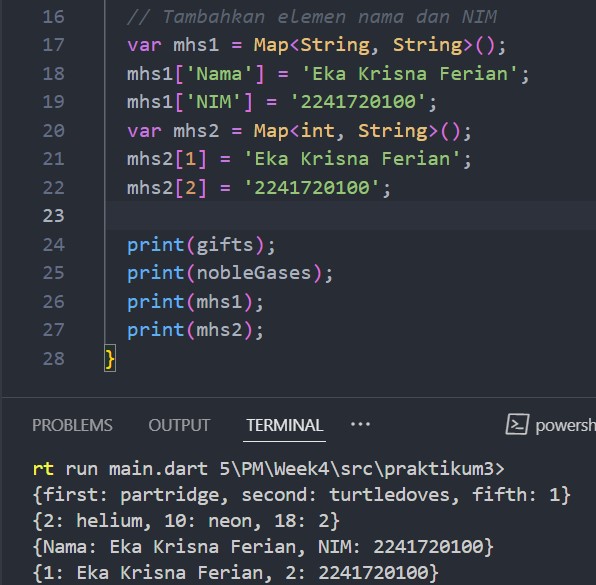 16 // Tambahkan elemen nama dan NIM
17 var mhs1 = Map<String, String>();
18 mhs1['Nama'] = 'Eka Krisna Ferian';
19 mhs1['NIM'] = '2241720100';
20 var mhs2 = Map<int, String>();
21 mhs2[1] = 'Eka Krisna Ferian';
22 mhs2[2] = '2241720100';
23
24 print(gifts);
25 print(nobleGases);
26 print(mhs1);
27 print(mhs2);
28 }
PROBLEMS OUTPUT TERMINAL ··· powersh
rt run main.dart 5\PM\Week4\src\praktikum3>
{first: partridge, second: turtledoves, fifth: 1}
{2: helium, 10: neon, 18: 2}
{Nama: Eka Krisna Ferian, NIM: 2241720100}
{1: Eka Krisna Ferian, 2: 2241720100}